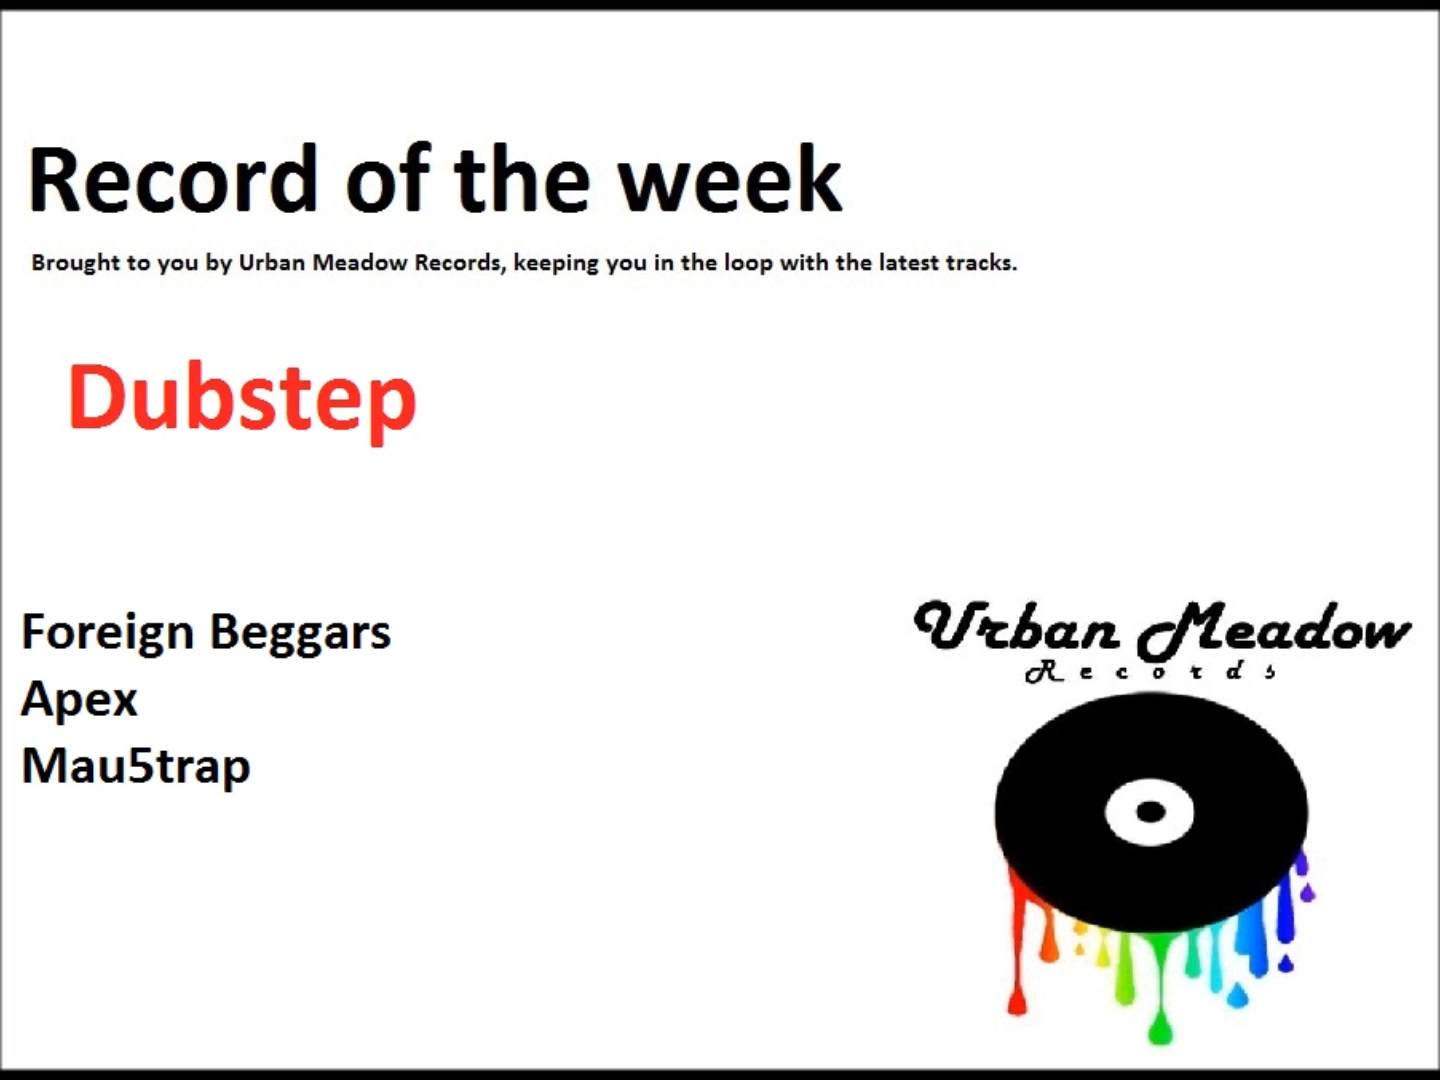 Record of the week
Brought to you by Urban Meadow Records, keeping you in the loop with the latest tracks.
Dubstep
Foreign Beggars
Apex
Mau5trap
Urban Meadow
Records